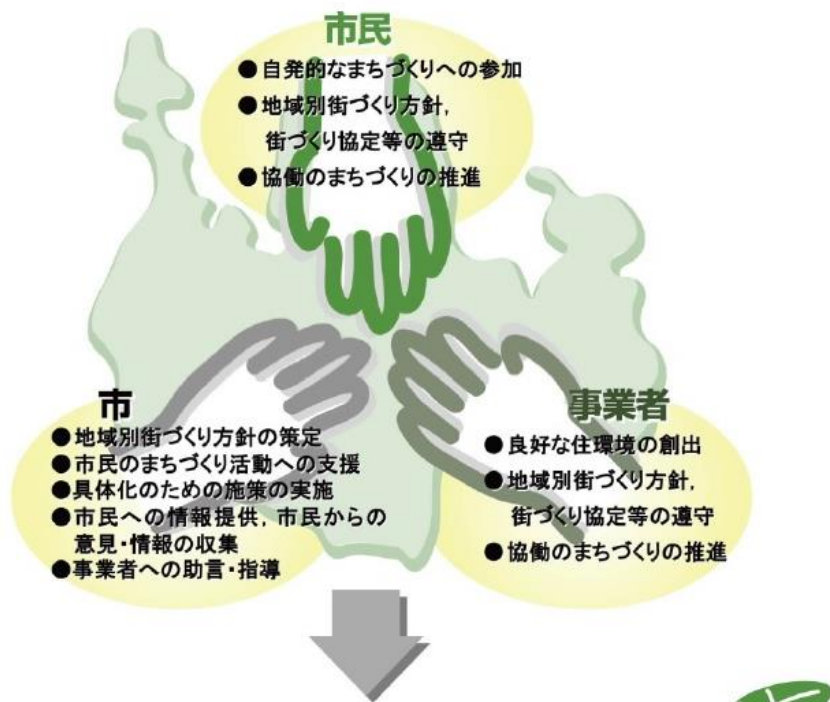 市民
●自発的なまちづくりへの参加
●地域別街づくり方針，
街づくり協定等の遵守
●協働のまちづくりの推進
市
●地域別街づくり方針の策定
●市民のまちづくり活動への支援
●具体化のための施策の実施
●市民への情報提供，市民からの
意見・情報の収集
●事業者への助言・指導
事業者
●良好な住環境の創出
●地域別街づくり方針，
街づくり協定等の遵守
●協働のまちづくりの推進